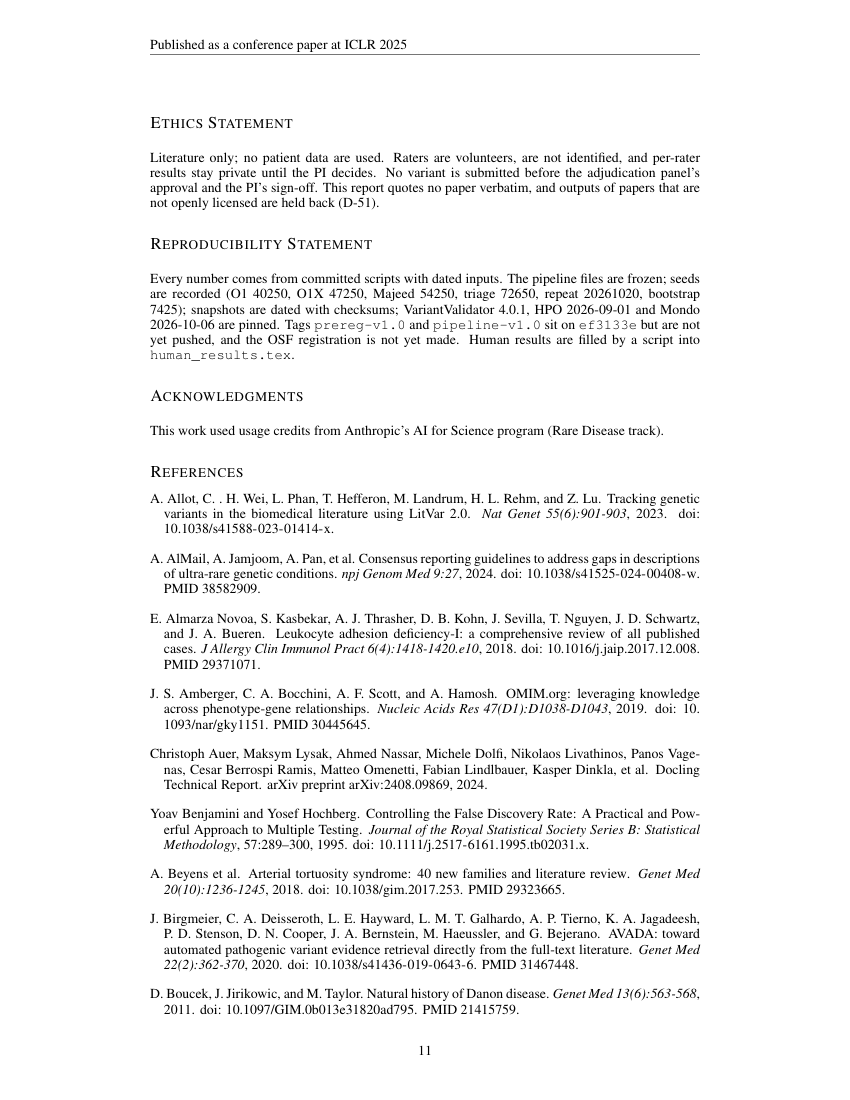 Published as a conference paper at ICLR 2025
ETHICS STATEMENT
Literature only; no patient data are used. Raters are volunteers, are not identified, and per-rater
results stay private until the PI decides. No variant is submitted before the adjudication panel's
approval and the PI's sign-off. This report quotes no paper verbatim, and outputs of papers that are
not openly licensed are held back (D-51).
REPRODUCIBILITY STATEMENT
Every number comes from committed scripts with dated inputs. The pipeline files are frozen; seeds
are recorded (O1 40250, O1X 47250, Majeed 54250, triage 72650, repeat 20261020, bootstrap
7425); snapshots are dated with checksums; VariantValidator 4.0.1, HPO 2026-09-01 and Mondo
2026-10-06 are pinned. Tags prereg-v1.0 and pipeline-v1.0 sit on ef3133e but are not
yet pushed, and the OSF registration is not yet made. Human results are filled by a script into
human_results.tex.
ACKNOWLEDGMENTS
This work used usage credits from Anthropic's AI for Science program (Rare Disease track).
REFERENCES
A. Allot, C. . H. Wei, L. Phan, T. Hefferon, M. Landrum, H. L. Rehm, and Z. Lu. Tracking genetic
variants in the biomedical literature using LitVar 2.0. Nat Genet 55(6):901-903, 2023. doi:
10.1038/s41588-023-01414-x.
A. AlMail, A. Jamjoom, A. Pan, et al. Consensus reporting guidelines to address gaps in descriptions
of ultra-rare genetic conditions. npj Genom Med 9:27, 2024. doi: 10.1038/s41525-024-00408-w.
PMID 38582909.
E. Almarza Novoa, S. Kasbekar, A. J. Thrasher, D. B. Kohn, J. Sevilla, T. Nguyen, J. D. Schwartz,
and J. A. Bueren. Leukocyte adhesion deficiency-I: a comprehensive review of all published
cases. J Allergy Clin Immunol Pract 6(4):1418-1420.e10, 2018. doi: 10.1016/j.jaip.2017.12.008.
PMID 29371071.
J. S. Amberger, C. A. Bocchini, A. F. Scott, and A. Hamosh. OMIM.org: leveraging knowledge
across phenotype-gene relationships. Nucleic Acids Res 47(D1):D1038-D1043, 2019. doi: 10.
1093/nar/gky1151. PMID 30445645.
Christoph Auer, Maksym Lysak, Ahmed Nassar, Michele Dolfi, Nikolaos Livathinos, Panos Vage-
nas, Cesar Berrospi Ramis, Matteo Omenetti, Fabian Lindlbauer, Kasper Dinkla, et al. Docling
Technical Report. arXiv preprint arXiv:2408.09869, 2024.
Yoav Benjamini and Yosef Hochberg. Controlling the False Discovery Rate: A Practical and Pow-
erful Approach to Multiple Testing. Journal of the Royal Statistical Society Series B: Statistical
Methodology, 57:289–300, 1995. doi: 10.1111/j.2517-6161.1995.tb02031.x.
A. Beyens et al. Arterial tortuosity syndrome: 40 new families and literature review. Genet Med
20(10):1236-1245, 2018. doi: 10.1038/gim.2017.253. PMID 29323665.
J. Birgmeier, C. A. Deisseroth, L. E. Hayward, L. M. T. Galhardo, A. P. Tierno, K. A. Jagadeesh,
P. D. Stenson, D. N. Cooper, J. A. Bernstein, M. Haeussler, and G. Bejerano. AVADA: toward
automated pathogenic variant evidence retrieval directly from the full-text literature. Genet Med
22(2):362-370, 2020. doi: 10.1038/s41436-019-0643-6. PMID 31467448.
D. Boucek, J. Jirikowic, and M. Taylor. Natural history of Danon disease. Genet Med 13(6):563-568,
2011. doi: 10.1097/GIM.0b013e31820ad795. PMID 21415759.
11